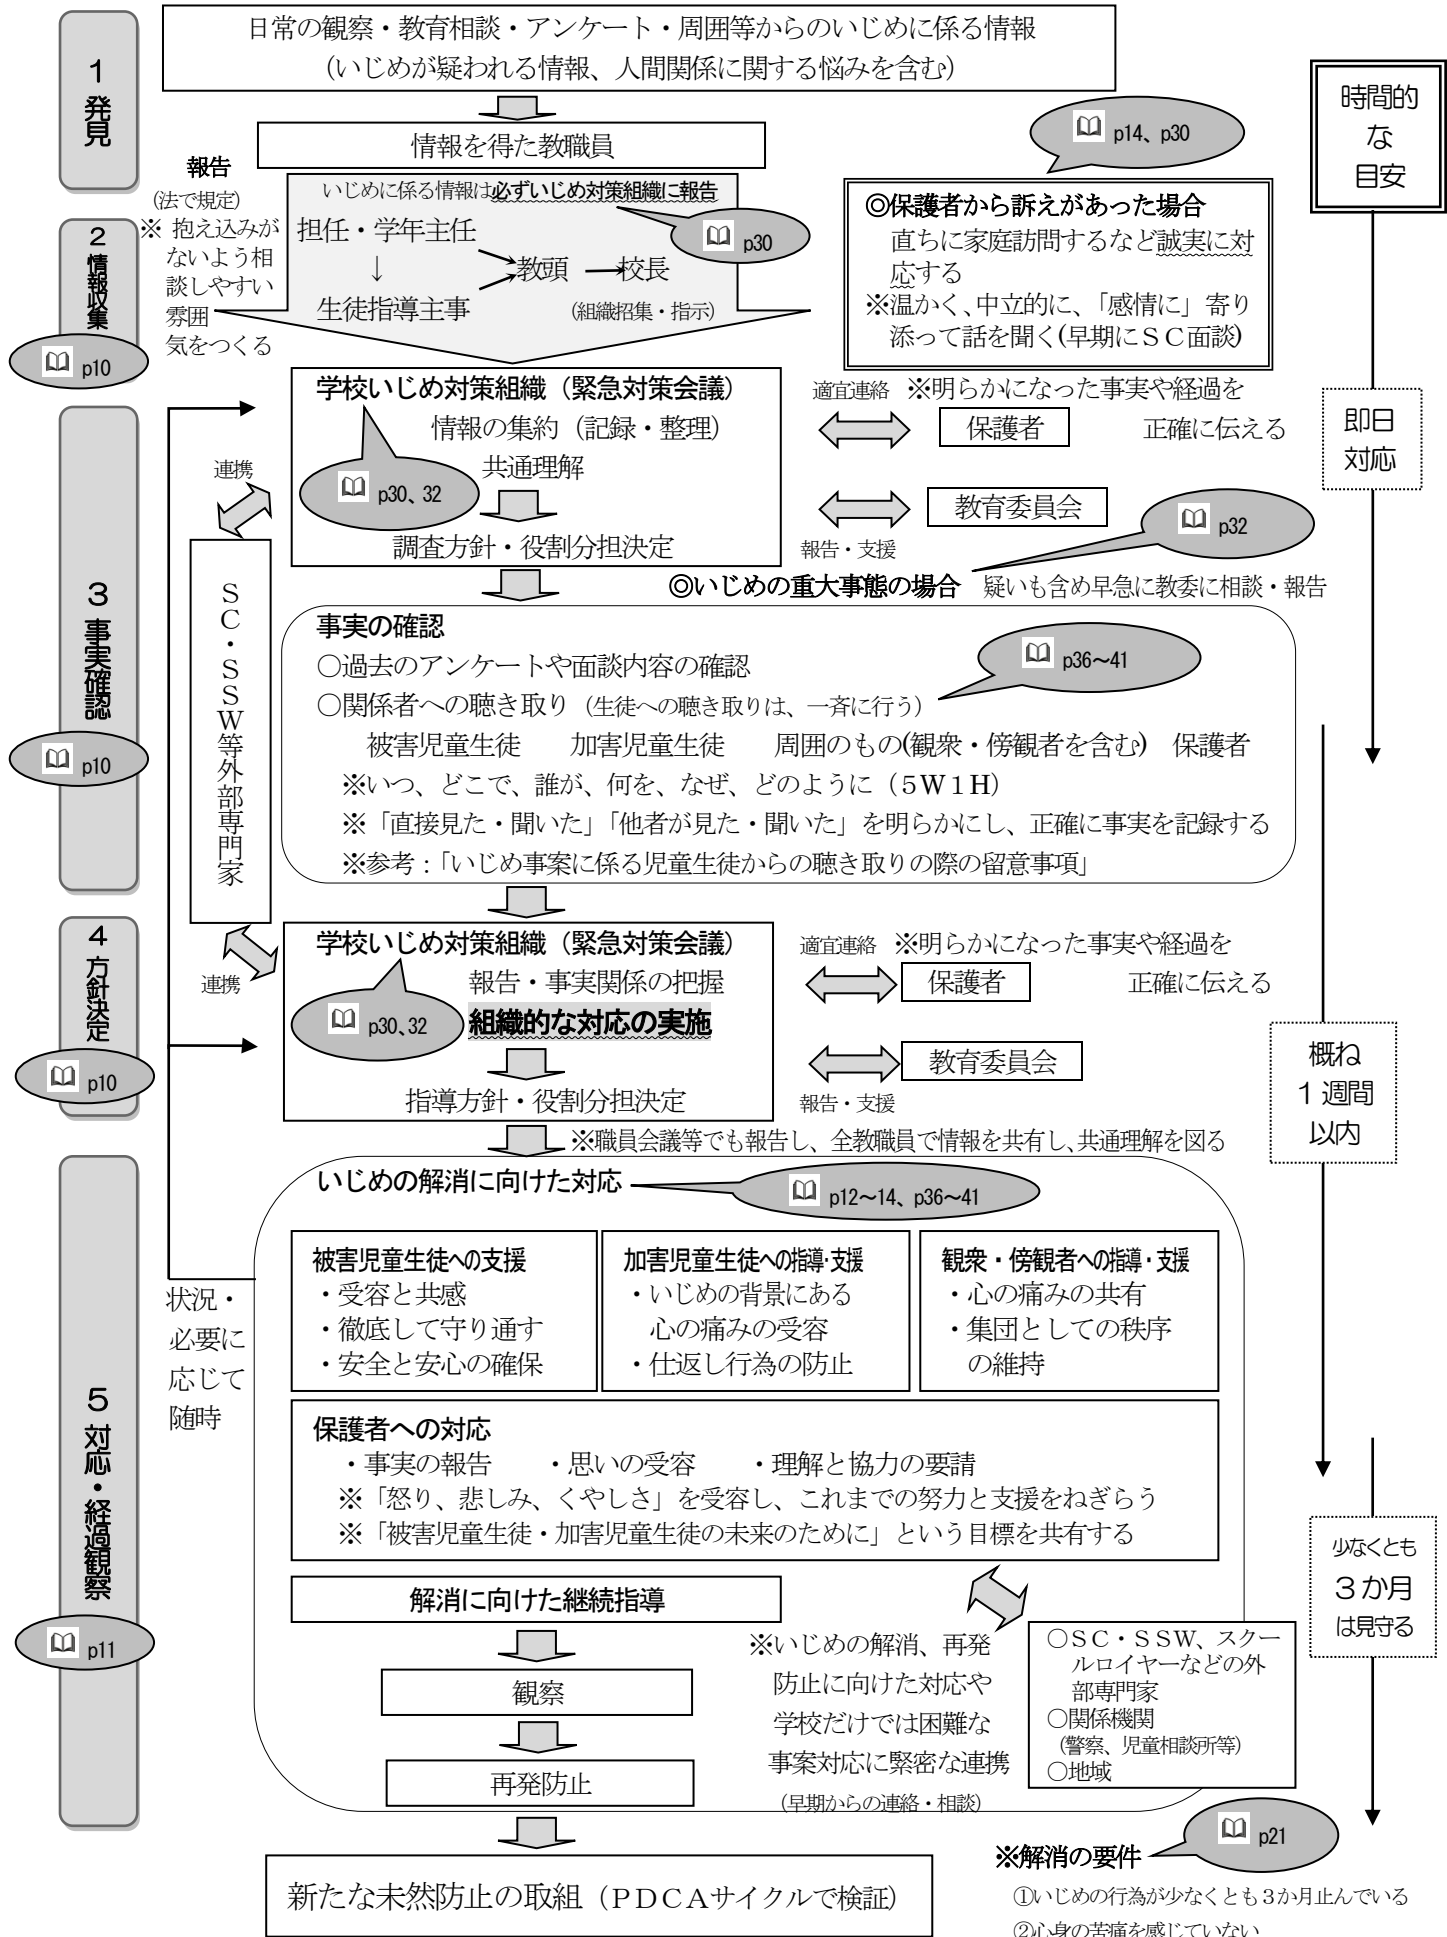 日常の観察・教育相談・アンケート・周囲等からのいじめに係る情報
（いじめが疑われる情報、人間関係に関する悩みを含む）
1 発見
情報を得た教職員
時間的
な
目安
p14、p30
報告
（法で規定）
※ 抱え込みが
ないよう相
談しやすい
雰囲
気をつくる
いじめに係る情報は必ずいじめ対策組織に報告
p30
担任・学年主任
↓
生徒指導主事
教頭
校長
（組織招集・指示）
◎保護者から訴えがあった場合
直ちに家庭訪問するなど誠実に対
応する
※温かく、中立的に、「感情に」寄り
添って話を聞く(早期にＳＣ面談)
2 情報収集
p10
学校いじめ対策組織（緊急対策会議）
情報の集約（記録・整理）
共通理解
p30、32
調査方針・役割分担決定
適宜連絡 ※明らかになった事実や経過を
保護者 正確に伝える
教育委員会
報告・支援
p32
即日
対応
連携
ＳＣ・ＳＳＷ等外部専門家
◎いじめの重大事態の場合 疑いも含め早急に教委に相談・報告
3 事実確認
p10
事実の確認
○過去のアンケートや面談内容の確認
p36～41
○関係者への聴き取り（生徒への聴き取りは、一斉に行う）
被害児童生徒 加害児童生徒 周囲のもの(観衆・傍観者を含む) 保護者
※いつ、どこで、誰が、何を、なぜ、どのように（５Ｗ１Ｈ）
※「直接見た・聞いた」「他者が見た・聞いた」を明らかにし、正確に事実を記録する
※参考：「いじめ事案に係る児童生徒からの聴き取りの際の留意事項」
4 方針決定
p10
連携
学校いじめ対策組織（緊急対策会議）
報告・事実関係の把握
p30、32
組織的な対応の実施
指導方針・役割分担決定
適宜連絡 ※明らかになった事実や経過を
保護者 正確に伝える
教育委員会
報告・支援
概ね
1週間
以内
※職員会議等でも報告し、全教職員で情報を共有し、共通理解を図る
5 対応・経過観察
p11
状況・
必要に
応じて
随時
いじめの解消に向けた対応
p12～14、p36～41
被害児童生徒への支援
・受容と共感
・徹底して守り通す
・安全と安心の確保
加害児童生徒への指導・支援
・いじめの背景にある
心の痛みの受容
・仕返し行為の防止
観衆・傍観者への指導・支援
・心の痛みの共有
・集団としての秩序
の維持
保護者への対応
・事実の報告 ・思いの受容 ・理解と協力の要請
※「怒り、悲しみ、くやしさ」を受容し、これまでの努力と支援をねぎらう
※「被害児童生徒・加害児童生徒の未来のために」という目標を共有する
少なくとも
3か月
は見守る
解消に向けた継続指導
観察
再発防止
※いじめの解消、再発
防止に向けた対応や
学校だけでは困難な
事案対応に緊密な連携
（早期からの連絡・相談）
○ＳＣ・ＳＳＷ、スクー
ルロイヤーなどの外
部専門家
○関係機関
（警察、児童相談所等）
○地域
p21
新たな未然防止の取組（ＰＤＣＡサイクルで検証）
※解消の要件
①いじめの行為が少なくとも３か月止んでいる
②心身の苦痛を感じていない